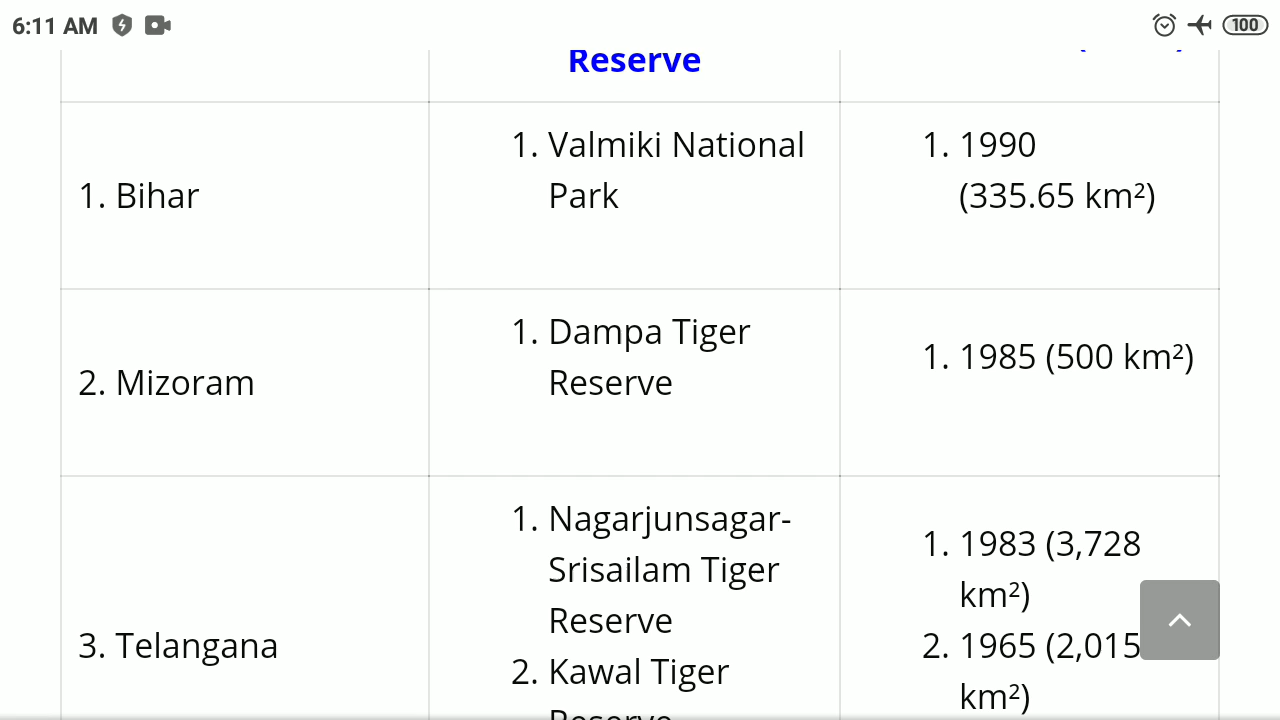 6:11 AM 100
Reserve
1. Bihar
1. Valmiki National
Park
1. 1990
(335.65 km²)
2. Mizoram
1. Dampa Tiger
Reserve
1. 1985 (500 km²)
3. Telangana
1. Nagarjunsagar-
Srisailam Tiger
Reserve
2. Kawal Tiger
Reserve
1. 1983 (3,728
km²)
2. 1965 (2,015
km²)